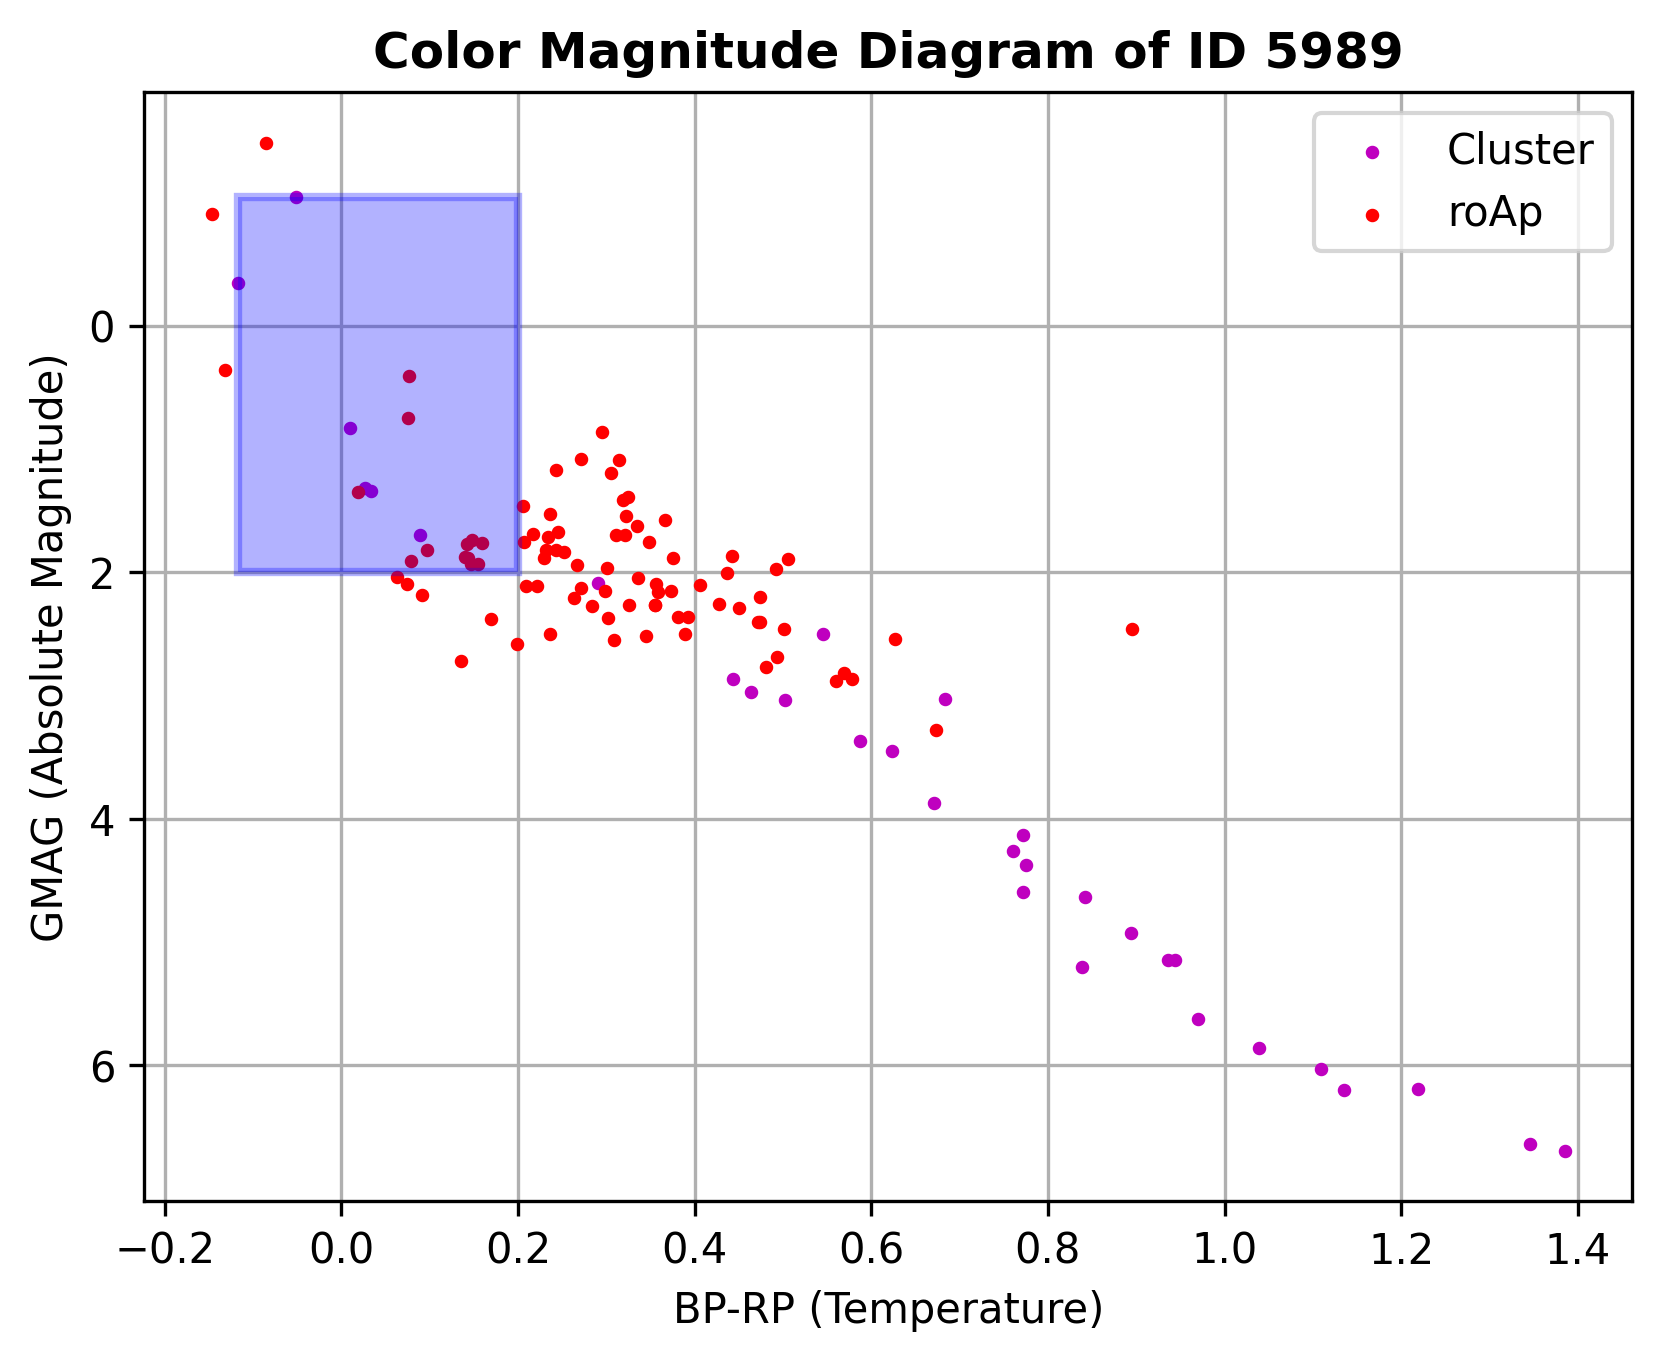 Color Magnitude Diagram of ID 5989
Cluster
roAp
GMAG (Absolute Magnitude)
0
2
4
6
−0.2 0.0 0.2 0.4 0.6 0.8 1.0 1.2 1.4
BP-RP (Temperature)